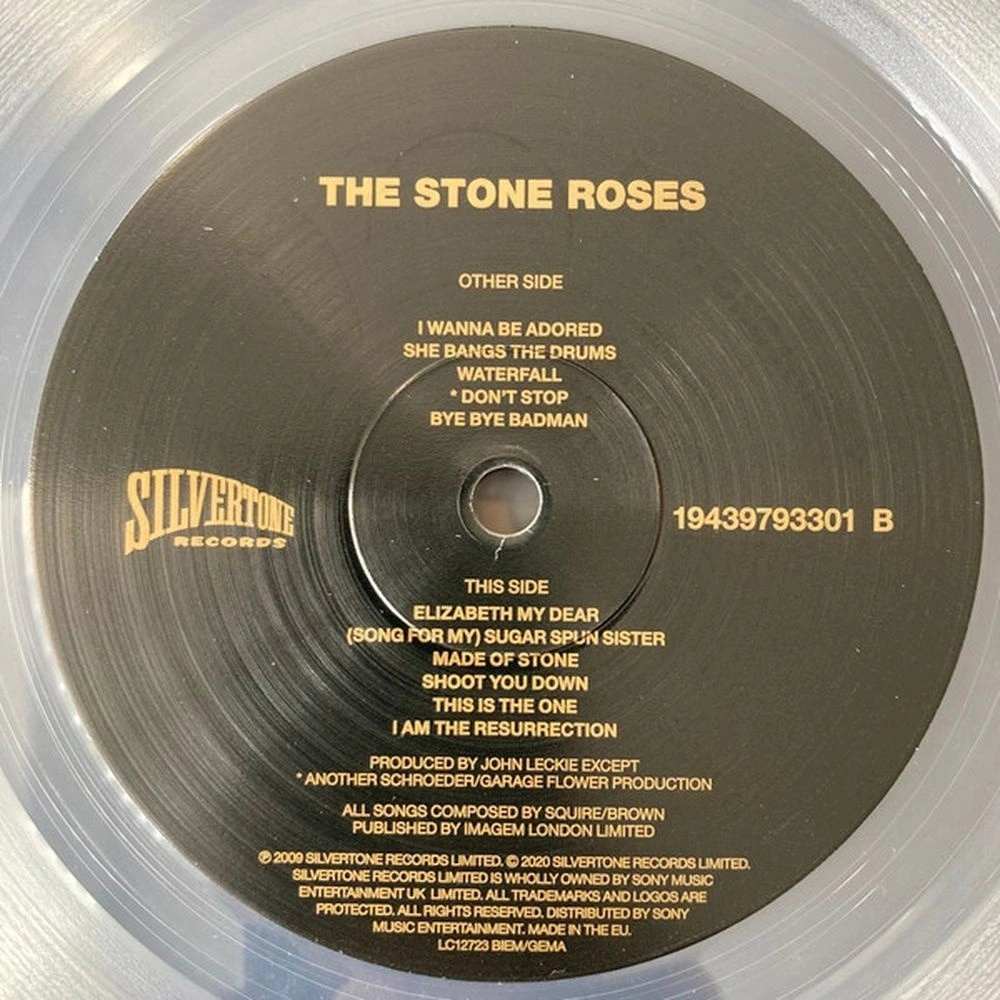 THE STONE ROSES
OTHER SIDE
I WANNA BE ADORED
SHE BANGS THE DRUMS
WATERFALL
* DON'T STOP
BYE BYE BADMAN
SILVERTONE
RECORDS
19439793301 B
THIS SIDE
ELIZABETH MY DEAR
(SONG FOR MY) SUGAR SPUN SISTER
MADE OF STONE
SHOOT YOU DOWN
THIS IS THE ONE
I AM THE RESURRECTION
PRODUCED BY JOHN LECKIE EXCEPT
* ANOTHER SCHROEDER/GARAGE FLOWER PRODUCTION
ALL SONGS COMPOSED BY SQUIRE/BROWN
PUBLISHED BY IMAGEM LONDON LIMITED
℗ 2009 SILVERTONE RECORDS LIMITED. © 2020 SILVERTONE RECORDS LIMITED.
SILVERTONE RECORDS LIMITED IS WHOLLY OWNED BY SONY MUSIC
ENTERTAINMENT UK LIMITED. ALL TRADEMARKS AND LOGOS ARE
PROTECTED. ALL RIGHTS RESERVED. DISTRIBUTED BY SONY
MUSIC ENTERTAINMENT. MADE IN THE EU.
LC12723 BIEM/GEMA